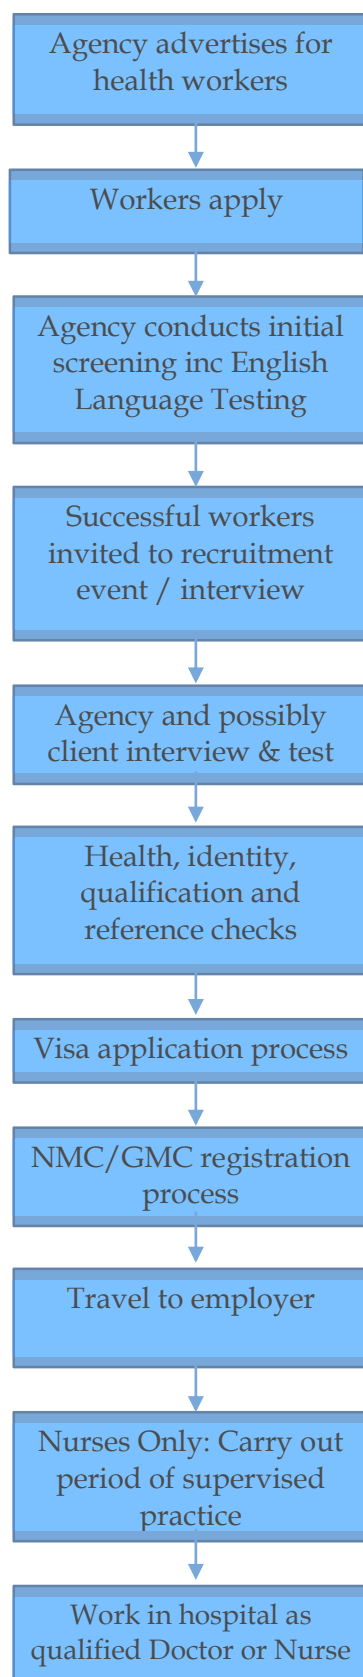 Agency advertises for
health workers
Workers apply
Agency conducts initial
screening inc English
Language Testing
Successful workers
invited to recruitment
event / interview
Agency and possibly
client interview & test
Health, identity,
qualification and
reference checks
Visa application process
NMC/GMC registration
process
Travel to employer
Nurses Only: Carry out
period of supervised
practice
Work in hospital as
qualified Doctor or Nurse